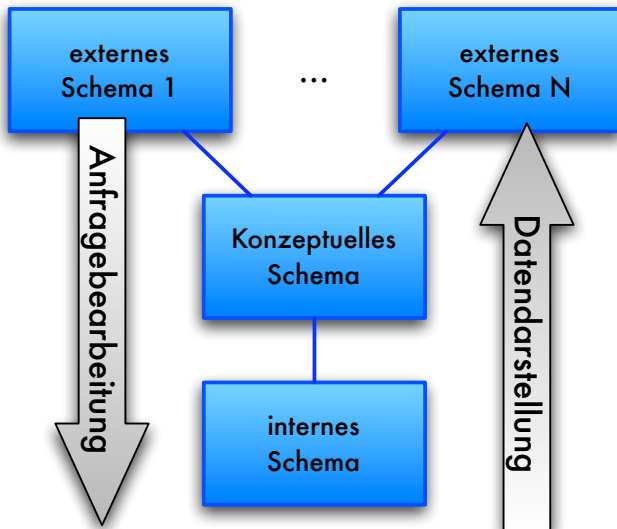 externes
Schema 1
...
externes
Schema N
Anfragebearbeitung
Datendarstellung
Konzeptuelles
Schema
internes
Schema